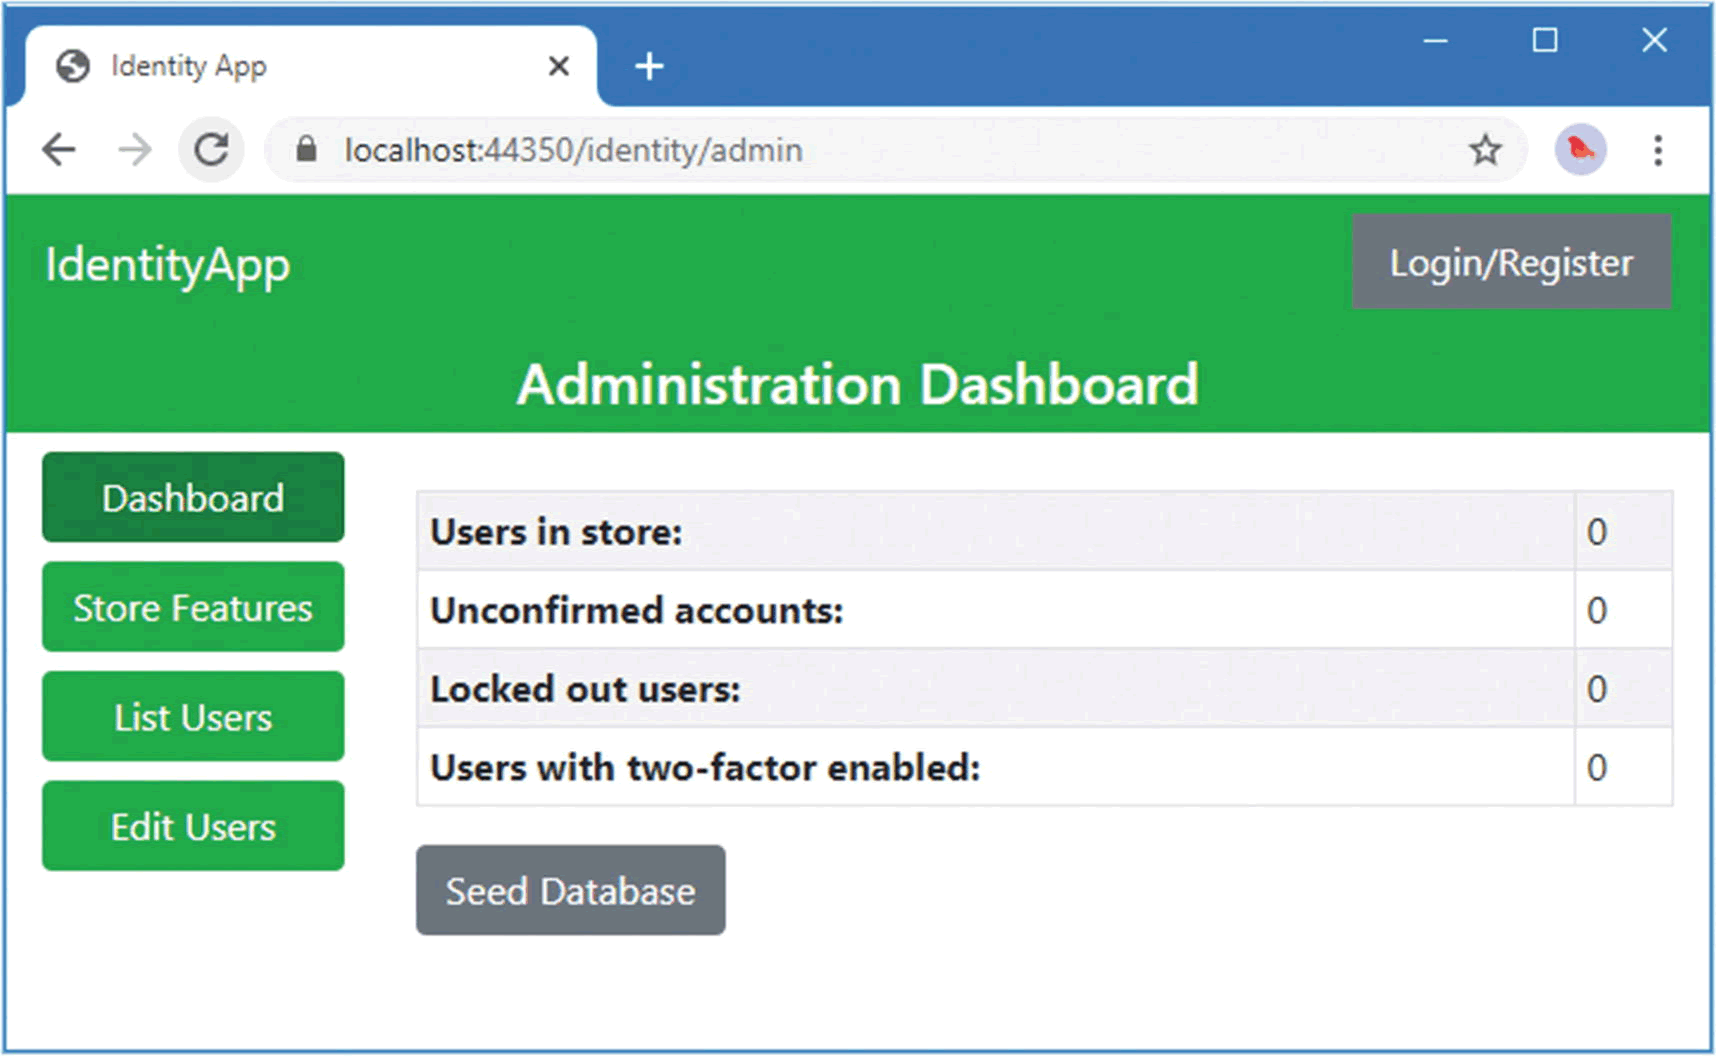 Identity App
localhost:44350/identity/admin
IdentityApp
Login/Register
Administration Dashboard
Dashboard
Store Features
List Users
Edit Users
Users in store: 0
Unconfirmed accounts: 0
Locked out users: 0
Users with two-factor enabled: 0
Seed Database